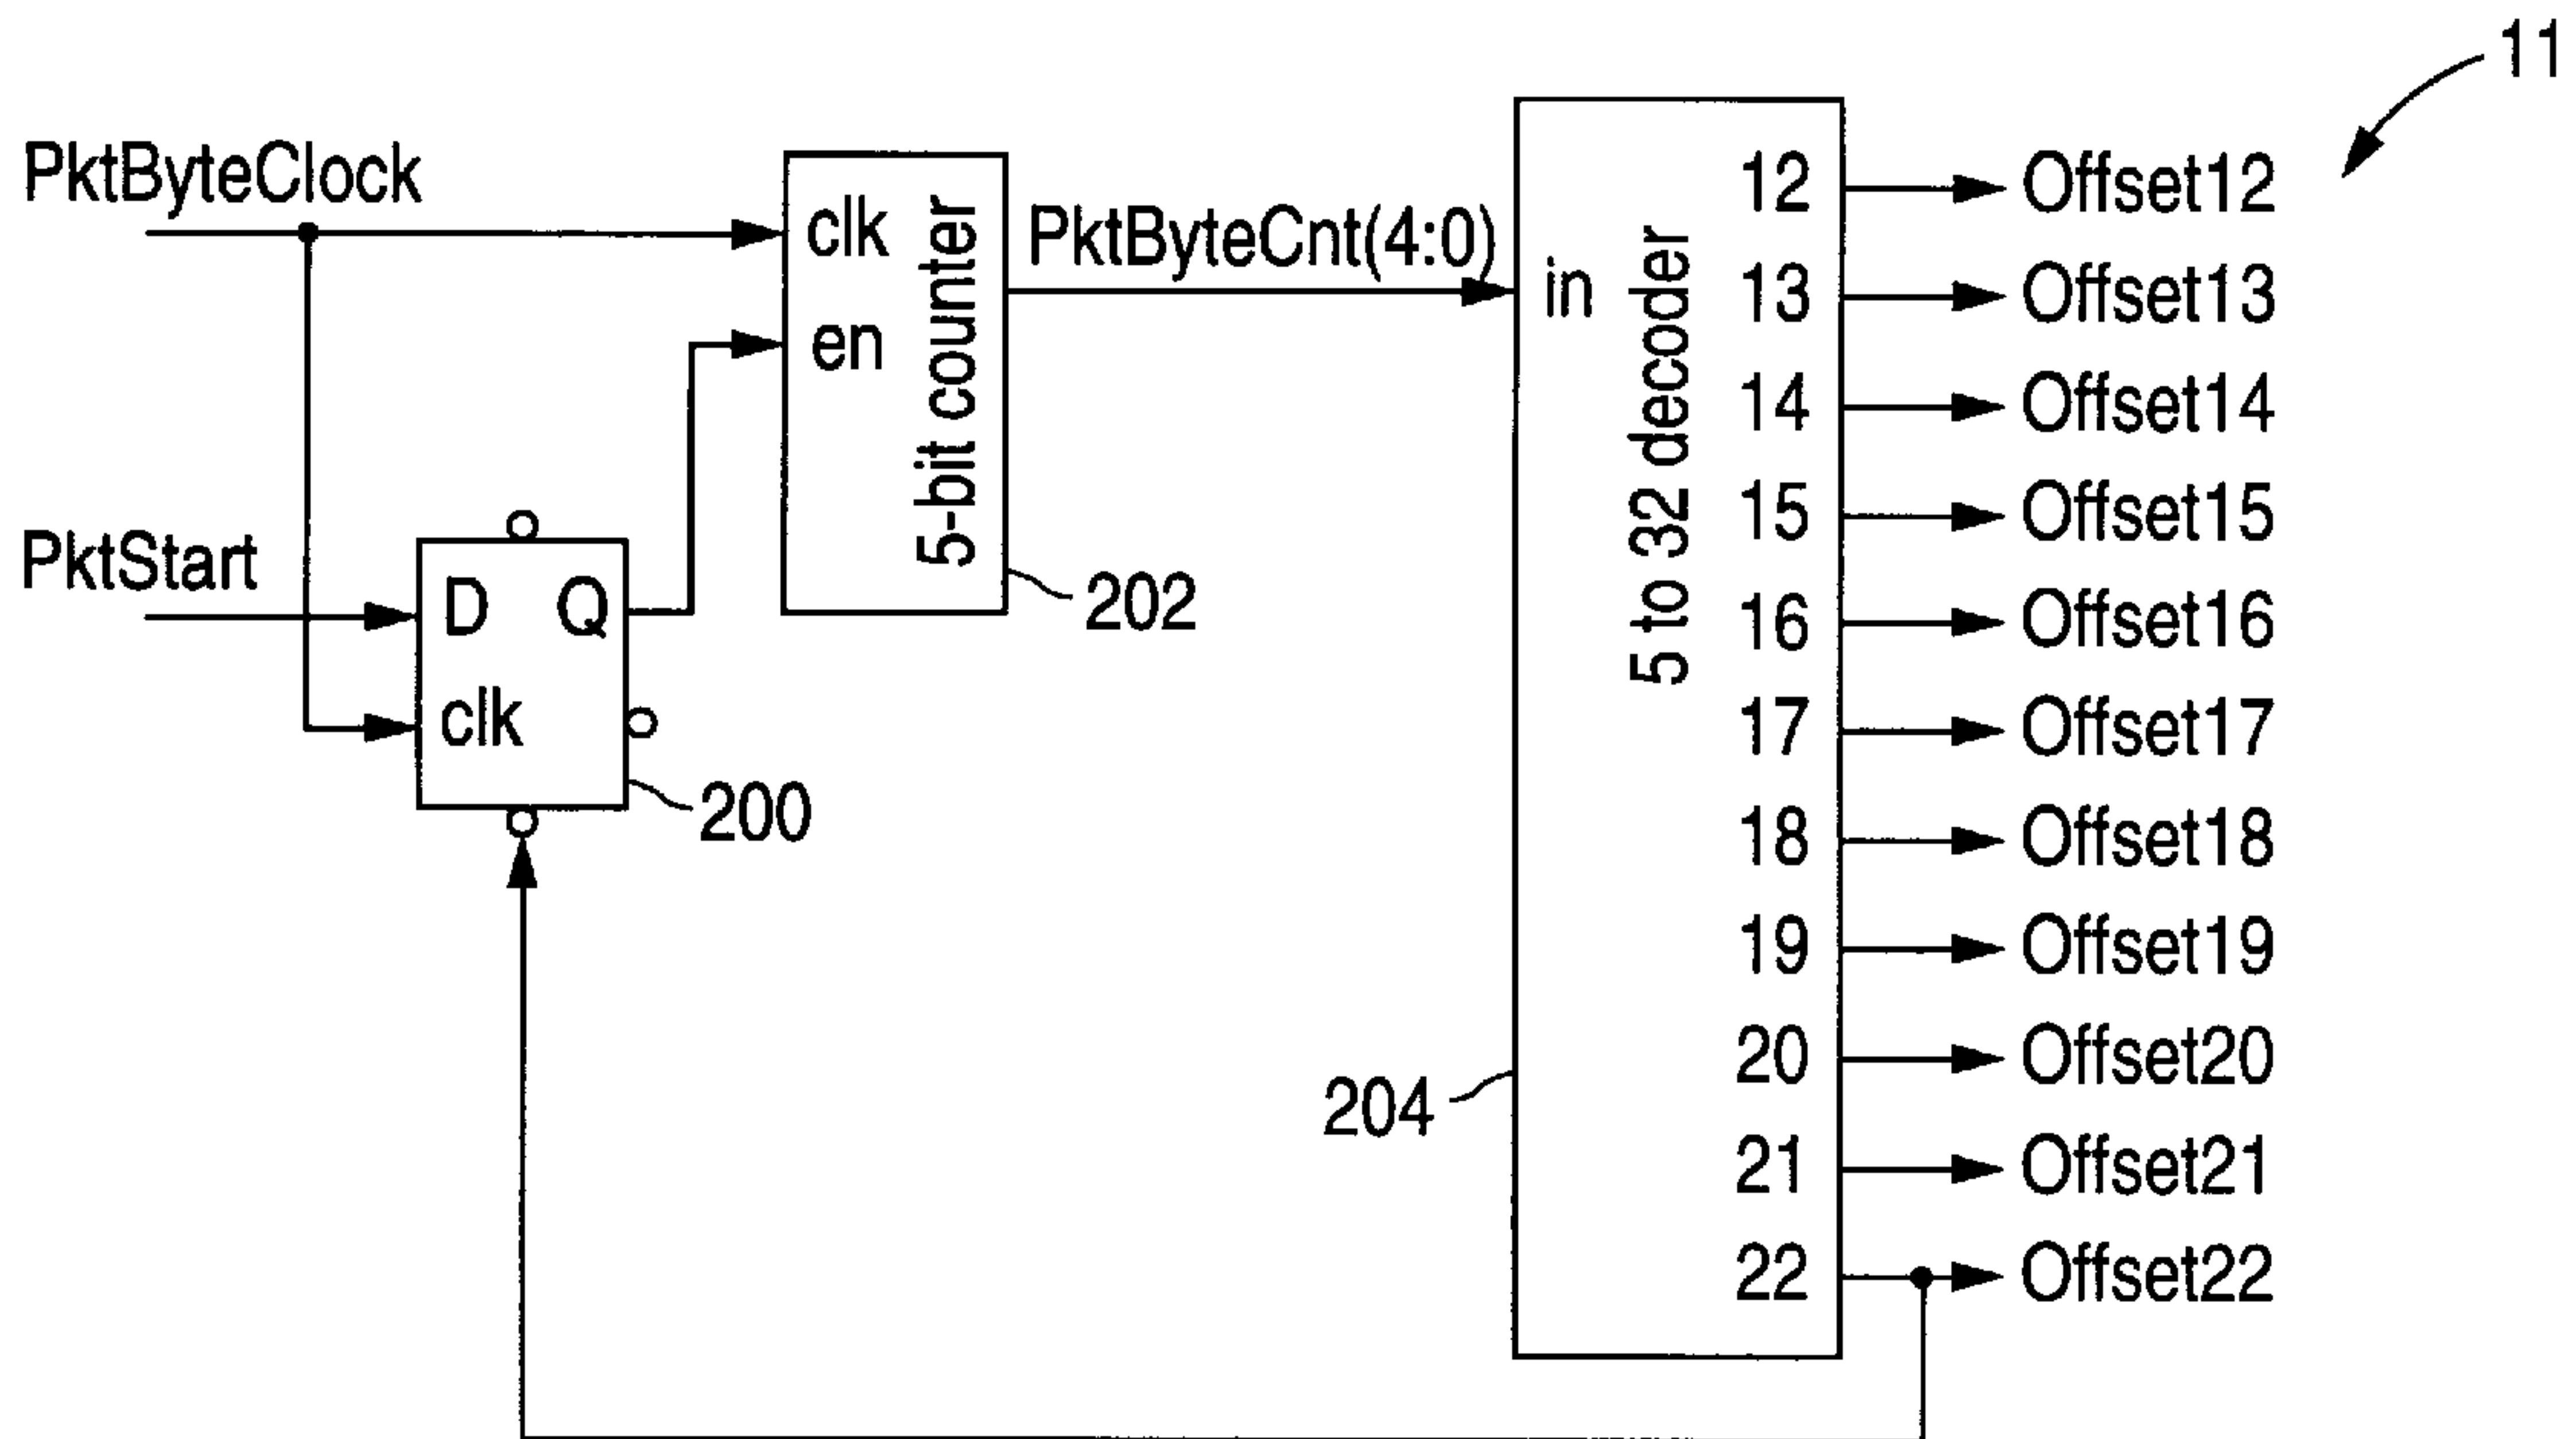 11
PktByteClock
clk
en
5-bit counter
202
PktByteCnt(4:0)
PktStart
D
Q
clk
200
in
5 to 32 decoder
204
12 Offset12
13 Offset13
14 Offset14
15 Offset15
16 Offset16
17 Offset17
18 Offset18
19 Offset19
20 Offset20
21 Offset21
22 Offset22